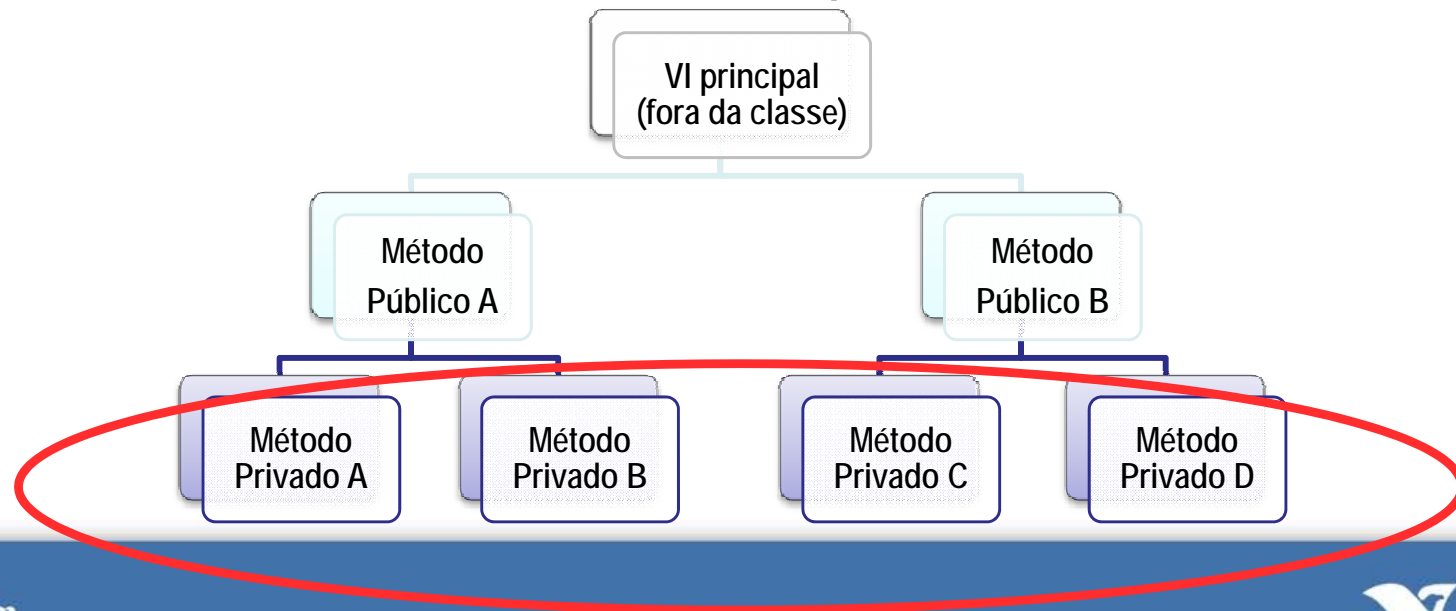 VI principal
(fora da classe)
Método
Público A
Método
Público B
Método
Privado A
Método
Privado B
Método
Privado C
Método
Privado D